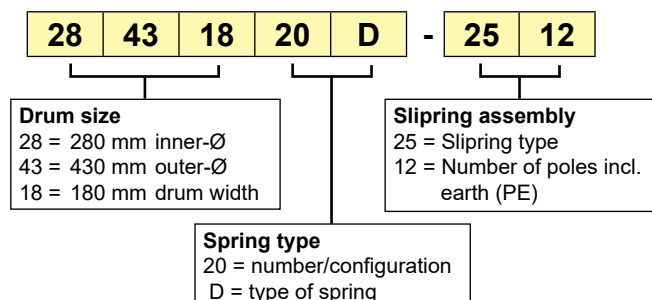 28 43 18 20 D - 25 12
Drum size
28 = 280 mm inner-Ø
43 = 430 mm outer-Ø
18 = 180 mm drum width
Slipring assembly
25 = Slipring type
12 = Number of poles incl.
earth (PE)
Spring type
20 = number/configuration
D = type of spring